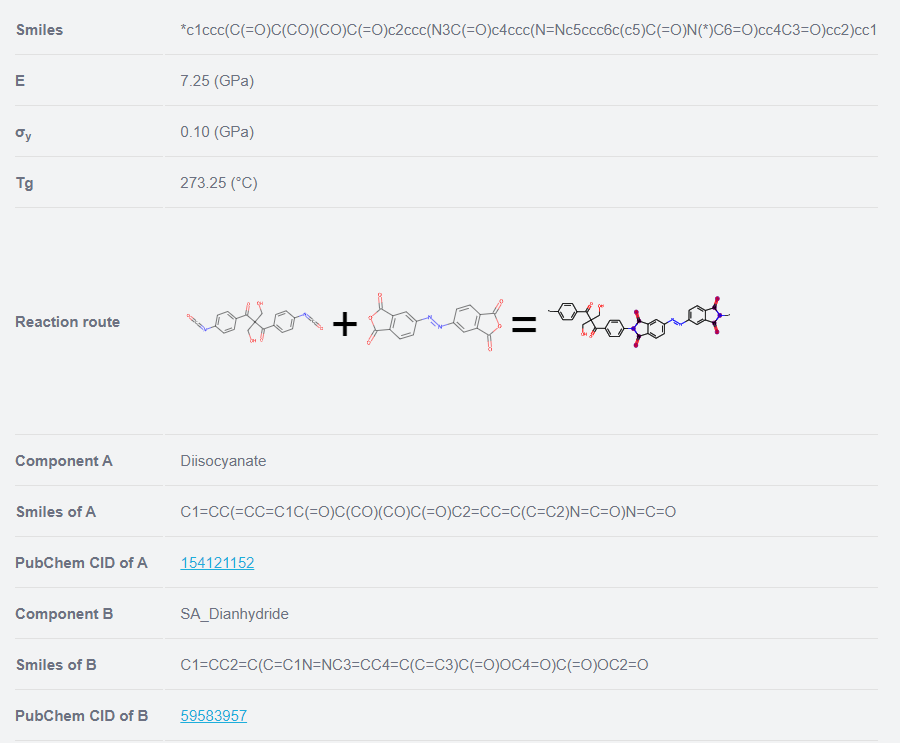 Smiles *c1ccc(C(=O)C(CO)(CO)C(=O)c2ccc(N3C(=O)c4ccc(N=Nc5ccc6c(c5)C(=O)N(*)C6=O)cc4C3=O)cc2)cc1
E 7.25 (GPa)
σy 0.10 (GPa)
Tg 273.25 (°C)
Reaction route + =
Component A Diisocyanate
Smiles of A C1=CC(=CC=C1C(=O)C(CO)(CO)C(=O)C2=CC=C(C=C2)N=C=O)N=C=O
PubChem CID of A 154121152
Component B SA_Dianhydride
Smiles of B C1=CC2=C(C=C1N=NC3=CC4=C(C=C3)C(=O)OC4=O)C(=O)OC2=O
PubChem CID of B 59583957